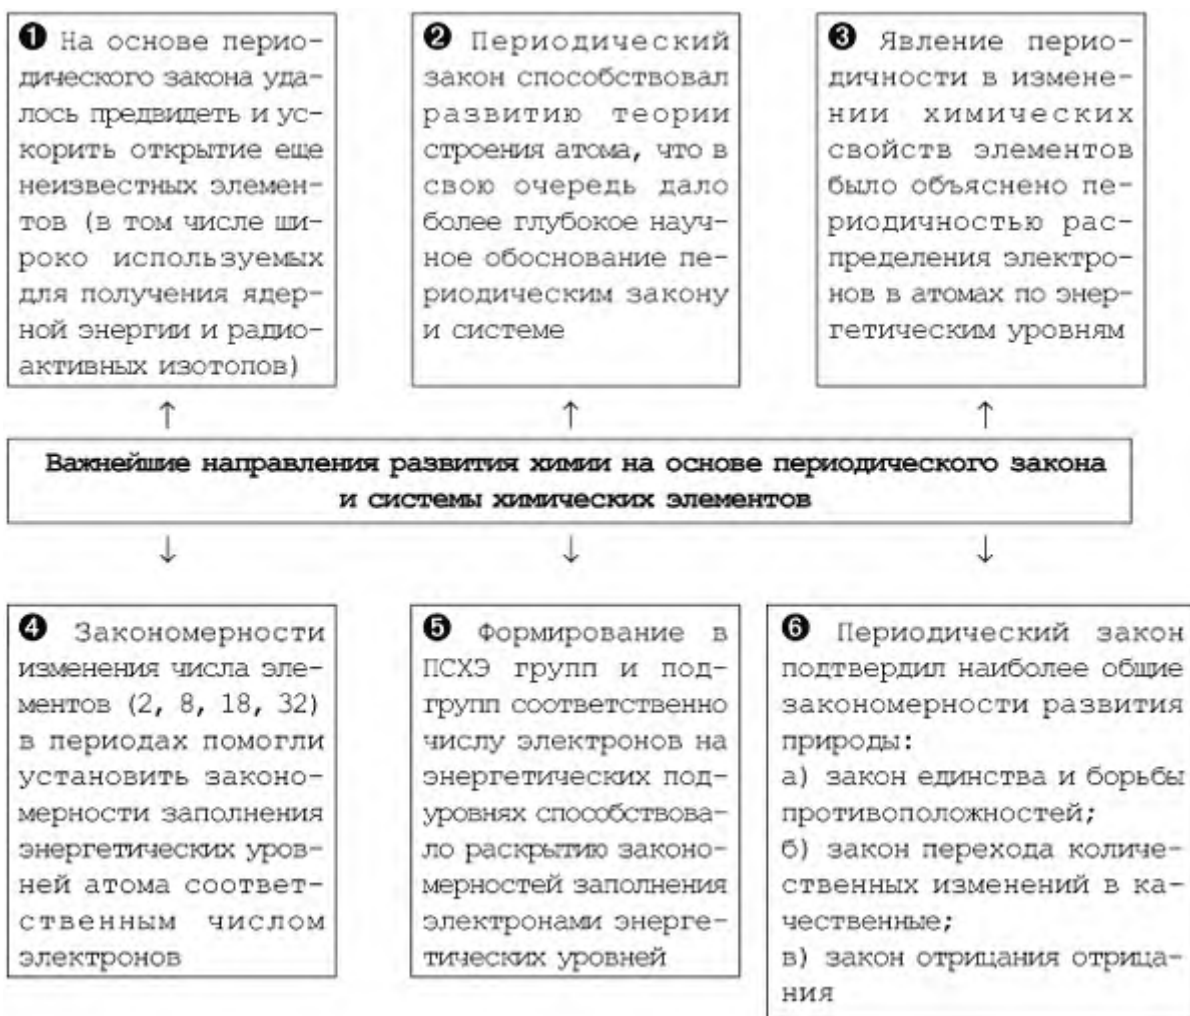 ❶ На основе перио-
дического закона уда-
лось предвидеть и ус-
корить открытие еще
неизвестных элемен-
тов (в том числе ши-
роко используемых
для получения ядер-
ной энергии и радио-
активных изотопов)
❷ Периодический
закон способствовал
развитию теории
строения атома, что в
свою очередь дало
более глубокое науч-
ное обоснование пе-
риодическим закону
и системе
❸ Явление перио-
дичности в измене-
нии химических
свойств элементов
было объяснено пе-
риодичностью рас-
пределения электро-
нов в атомах по энер-
гетическим уровням
Важнейшие направления развития химии на основе периодического закона
и системы химических элементов
❹ Закономерности
изменения числа эле-
ментов (2, 8, 18, 32)
в периодах помогли
установить законо-
мерности заполнения
энергетических уров-
ней атома соответ-
ственным числом
электронов
❺ Формирование в
ПСХЭ групп и под-
групп соответственно
числу электронов на
энергетических под-
уровнях способствова-
ло раскрытию законо-
мерностей заполнения
электронами энерге-
тических уровней
❻ Периодический закон
подтвердил наиболее общие
закономерности развития
природы:
а) закон единства и борьбы
противоположностей;
б) закон перехода количе-
ственных изменений в ка-
чественные;
в) закон отрицания отрица-
ния